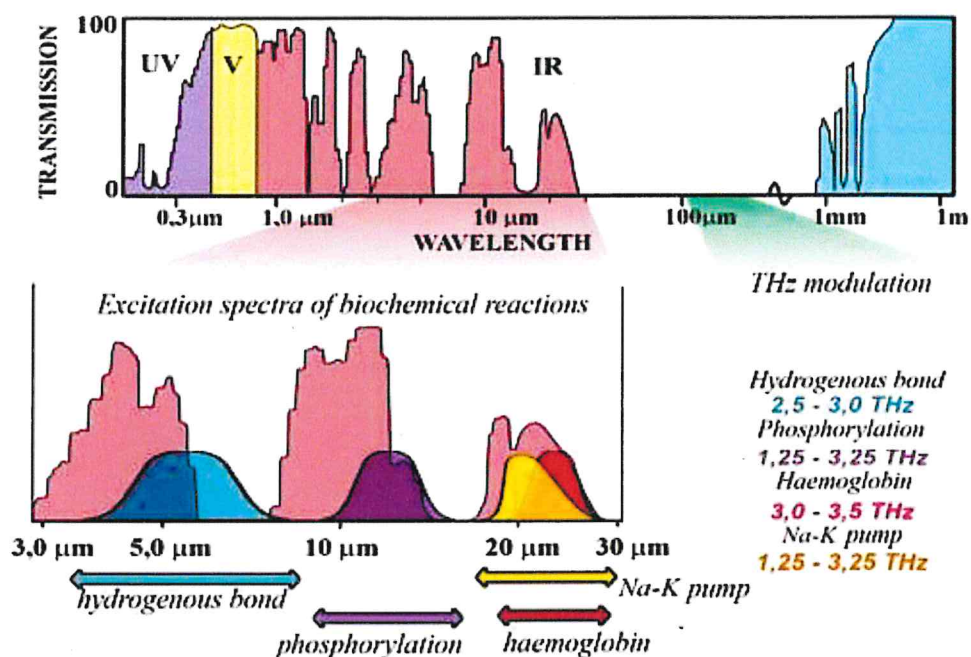 TRANSMISSION
100
0
UV
V
IR
0,3µm
1,0 µm
10 µm
100µm
1mm
1m
WAVELENGTH
THz modulation
Excitation spectra of biochemical reactions
Hydrogenous bond
2,5 - 3,0 THz
Phosphorylation
1,25 - 3,25 THz
Haemoglobin
3,0 - 3,5 THz
Na-K pump
1,25 - 3,25 THz
3,0 µm
5,0 µm
10 µm
20 µm
30 µm
hydrogenous bond
Na-K pump
phosphorylation
haemoglobin